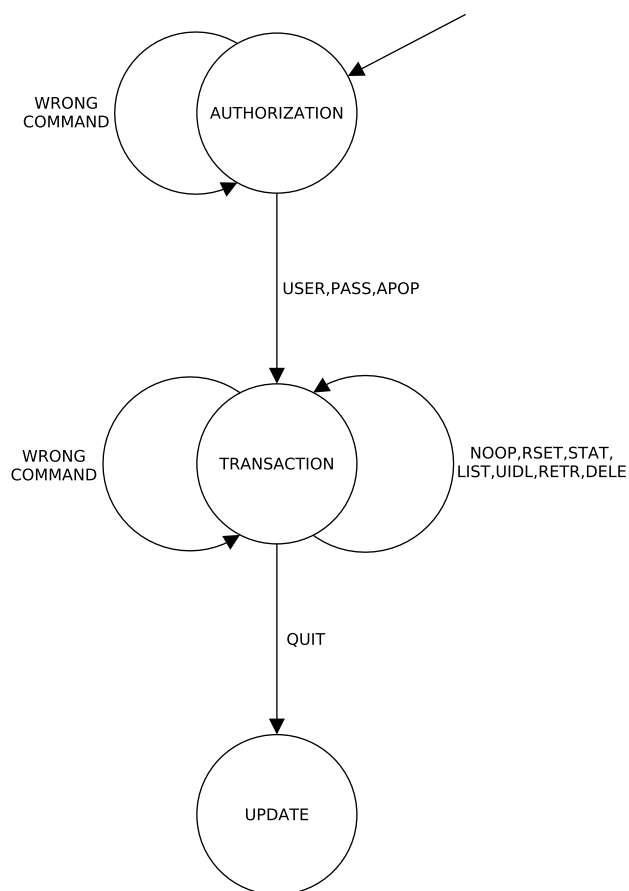 WRONG
COMMAND
AUTHORIZATION
USER,PASS,APOP
WRONG
COMMAND
TRANSACTION
NOOP,RSET,STAT,
LIST,UIDL,RETR,DELE
QUIT
UPDATE